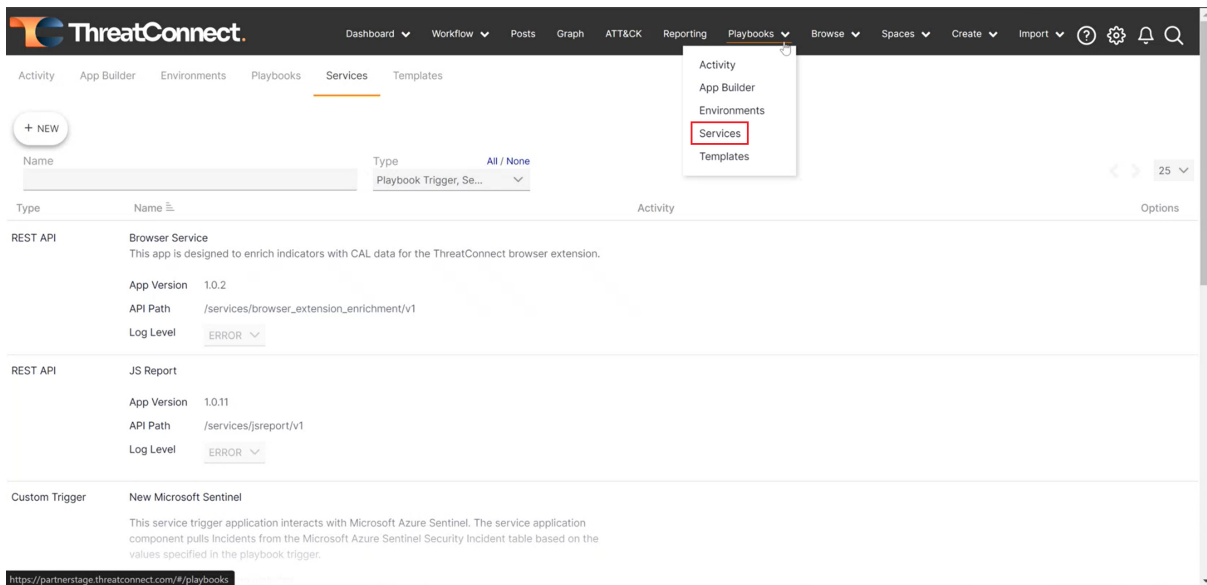 ThreatConnect.
Dashboard Workflow Posts Graph ATT&CK Reporting Playbooks Browse Spaces Create Import
Activity App Builder Environments Playbooks Services Templates
Activity
App Builder
Environments
Services
Templates
+ NEW
Name Type All / None
Playbook Trigger, Se...
25
Type Name Activity Options
REST API Browser Service
This app is designed to enrich indicators with CAL data for the ThreatConnect browser extension.
App Version 1.0.2
API Path /services/browser_extension_enrichment/v1
Log Level ERROR
REST API JS Report
App Version 1.0.11
API Path /services/jsreport/v1
Log Level ERROR
Custom Trigger New Microsoft Sentinel
This service trigger application interacts with Microsoft Azure Sentinel. The service application
component pulls Incidents from the Microsoft Azure Sentinel Security Incident table based on the
values specified in the playbook trigger.
https://partnerstage.threatconnect.com/#/playbooks